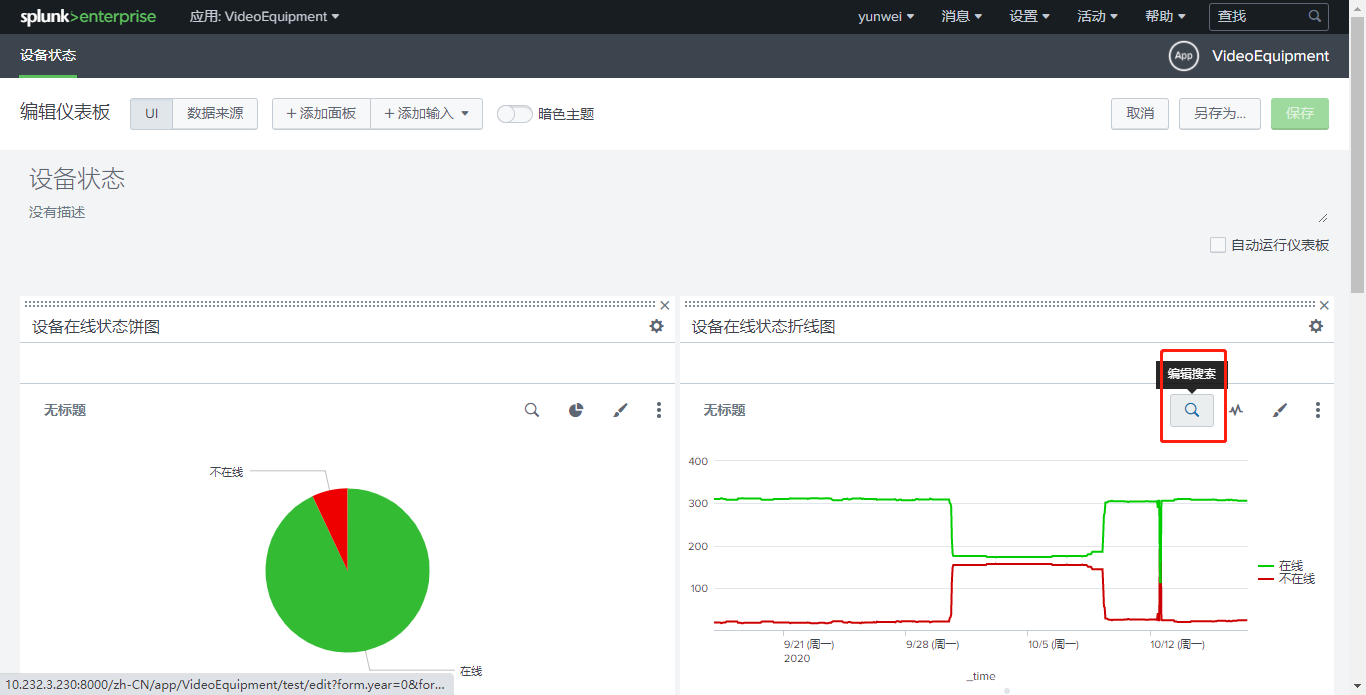 splunk>enterprise 应用: VideoEquipment yunwei 消息 设置 活动 帮助 查找
设备状态 App VideoEquipment
编辑仪表板 UI 数据来源 +添加面板 +添加输入 暗色主题 取消 另存为... 保存
设备状态
没有描述
自动运行仪表板
设备在线状态饼图 设备在线状态折线图
编辑搜索
无标题 无标题
不在线
在线
400
300
200
100
在线
不在线
9/21 (周一) 9/28 (周一) 10/5 (周一) 10/12 (周一)
2020
_time
10.232.3.230:8000/zh-CN/app/VideoEquipment/test/edit?form.year=0&for...